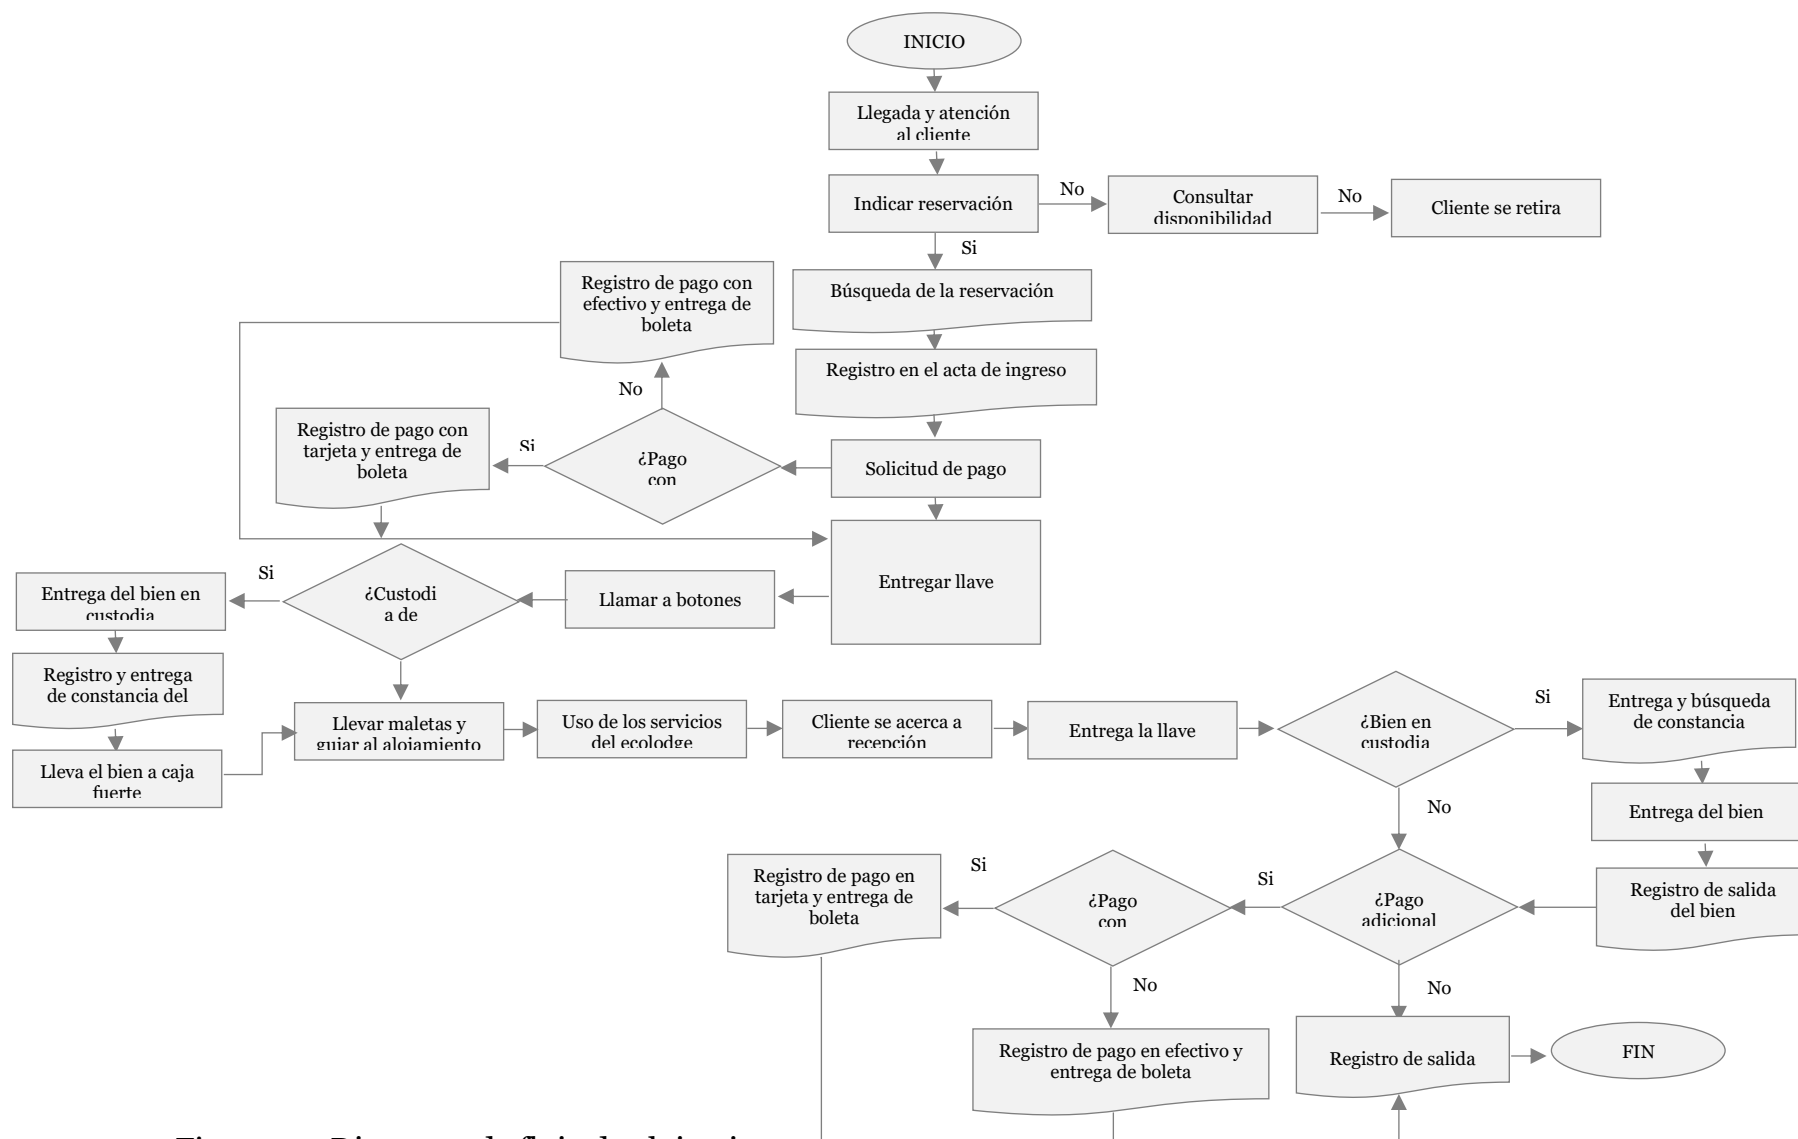 INICIO
Llegada y atención
al cliente
Indicar reservación
No
Consultar
disponibilidad
No
Cliente se retira
Si
Búsqueda de la reservación
Registro en el acta de ingreso
Solicitud de pago
¿Pago
con
No
Registro de pago con
efectivo y entrega de
boleta
Si
Registro de pago con
tarjeta y entrega de
boleta
Entregar llave
Llamar a botones
¿Custodi
a de
Si
Entrega del bien en
custodia
Registro y entrega
de constancia del
Lleva el bien a caja
fuerte
Llevar maletas y
guiar al alojamiento
Uso de los servicios
del ecolodge
Cliente se acerca a
recepción
Entrega la llave
¿Bien en
custodia
Si
Entrega y búsqueda
de constancia
Entrega del bien
Registro de salida
del bien
No
¿Pago
adicional
Si
¿Pago
con
Si
Registro de pago en
tarjeta y entrega de
boleta
No
Registro de pago en efectivo y
entrega de boleta
No
Registro de salida
FIN